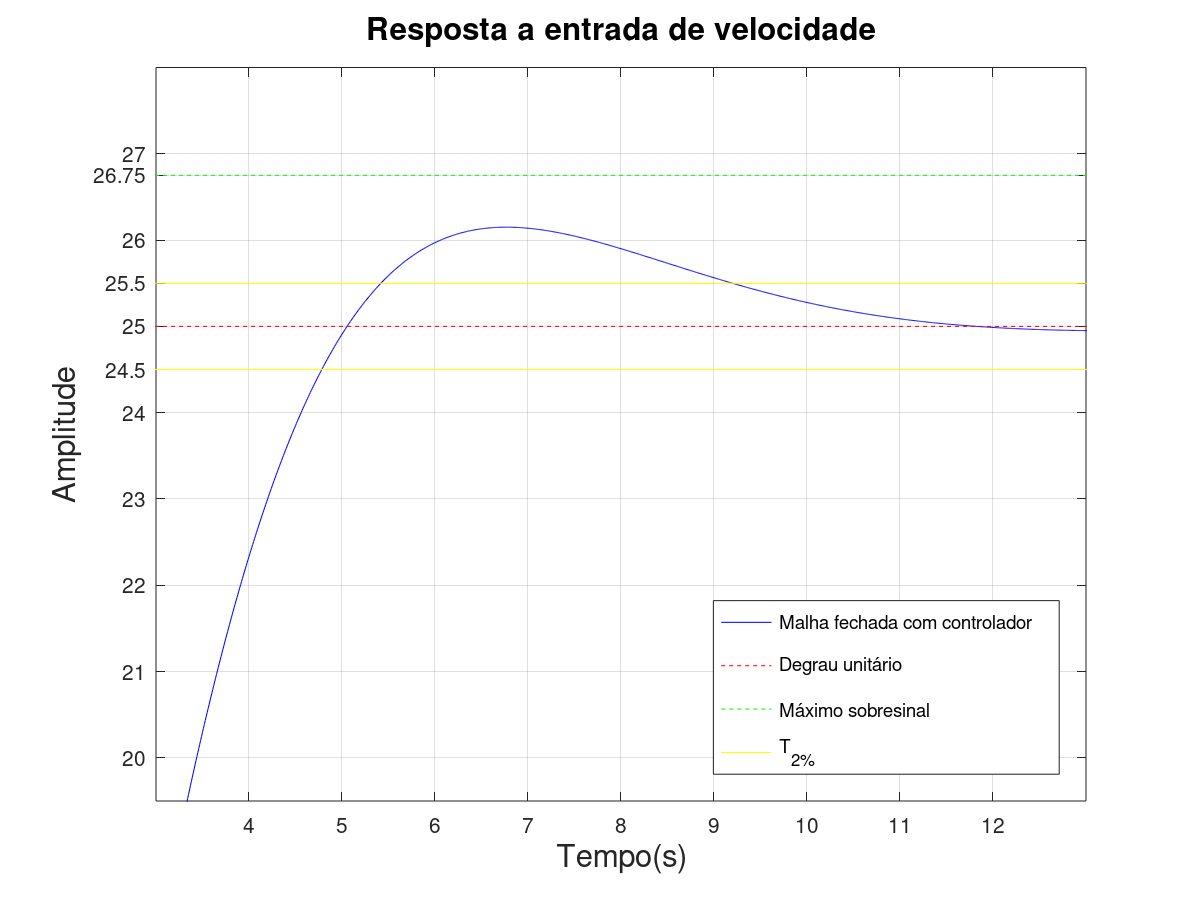 Resposta a entrada de velocidade
27
26.75
26
25.5
25
24.5
24
23
22
21
20
Amplitude
Malha fechada com controlador
Degrau unitário
Máximo sobresinal
T2%
4 5 6 7 8 9 10 11 12
Tempo(s)